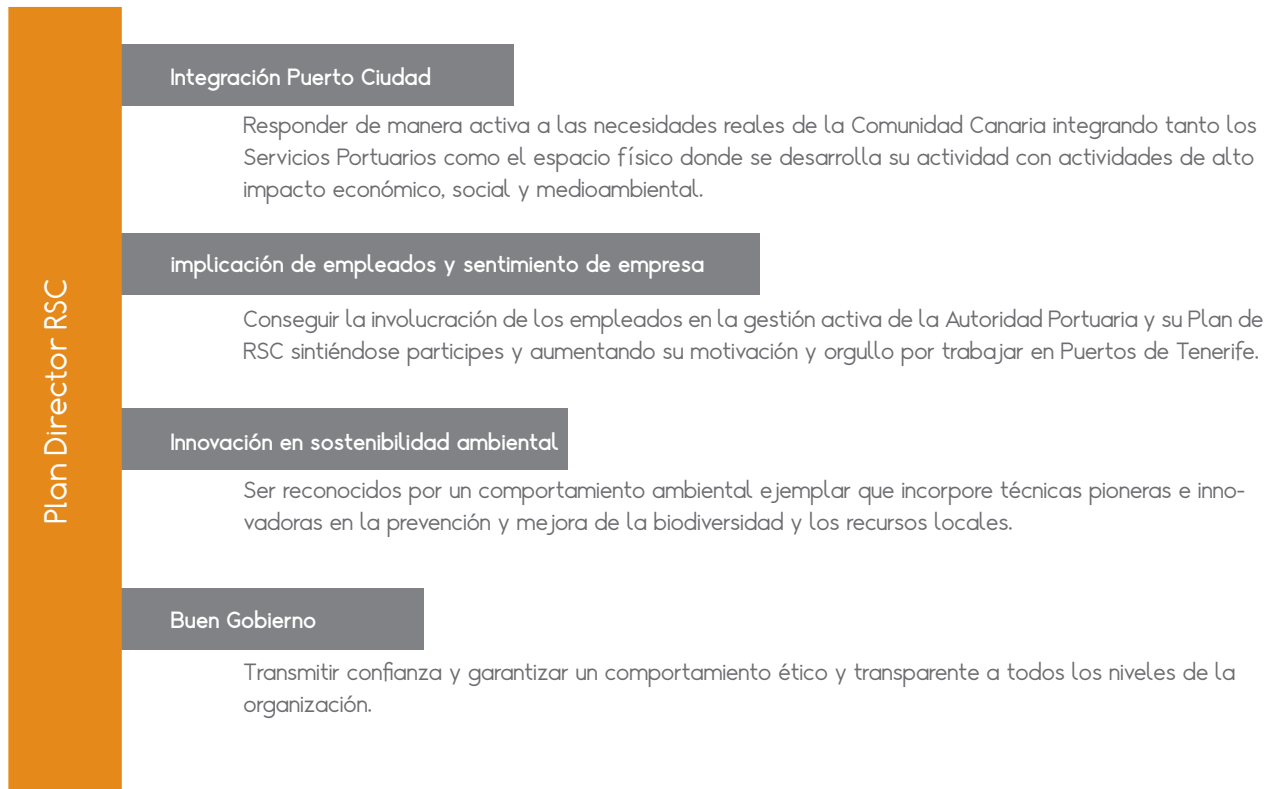 Plan Director RSC
Integración Puerto Ciudad
Responder de manera activa a las necesidades reales de la Comunidad Canaria integrando tanto los
Servicios Portuarios como el espacio físico donde se desarrolla su actividad con actividades de alto
impacto económico, social y medioambiental.
implicación de empleados y sentimiento de empresa
Conseguir la involucración de los empleados en la gestión activa de la Autoridad Portuaria y su Plan de
RSC sintiéndose participes y aumentando su motivación y orgullo por trabajar en Puertos de Tenerife.
Innovación en sostenibilidad ambiental
Ser reconocidos por un comportamiento ambiental ejemplar que incorpore técnicas pioneras e inno-
vadoras en la prevención y mejora de la biodiversidad y los recursos locales.
Buen Gobierno
Transmitir confianza y garantizar un comportamiento ético y transparente a todos los niveles de la
organización.